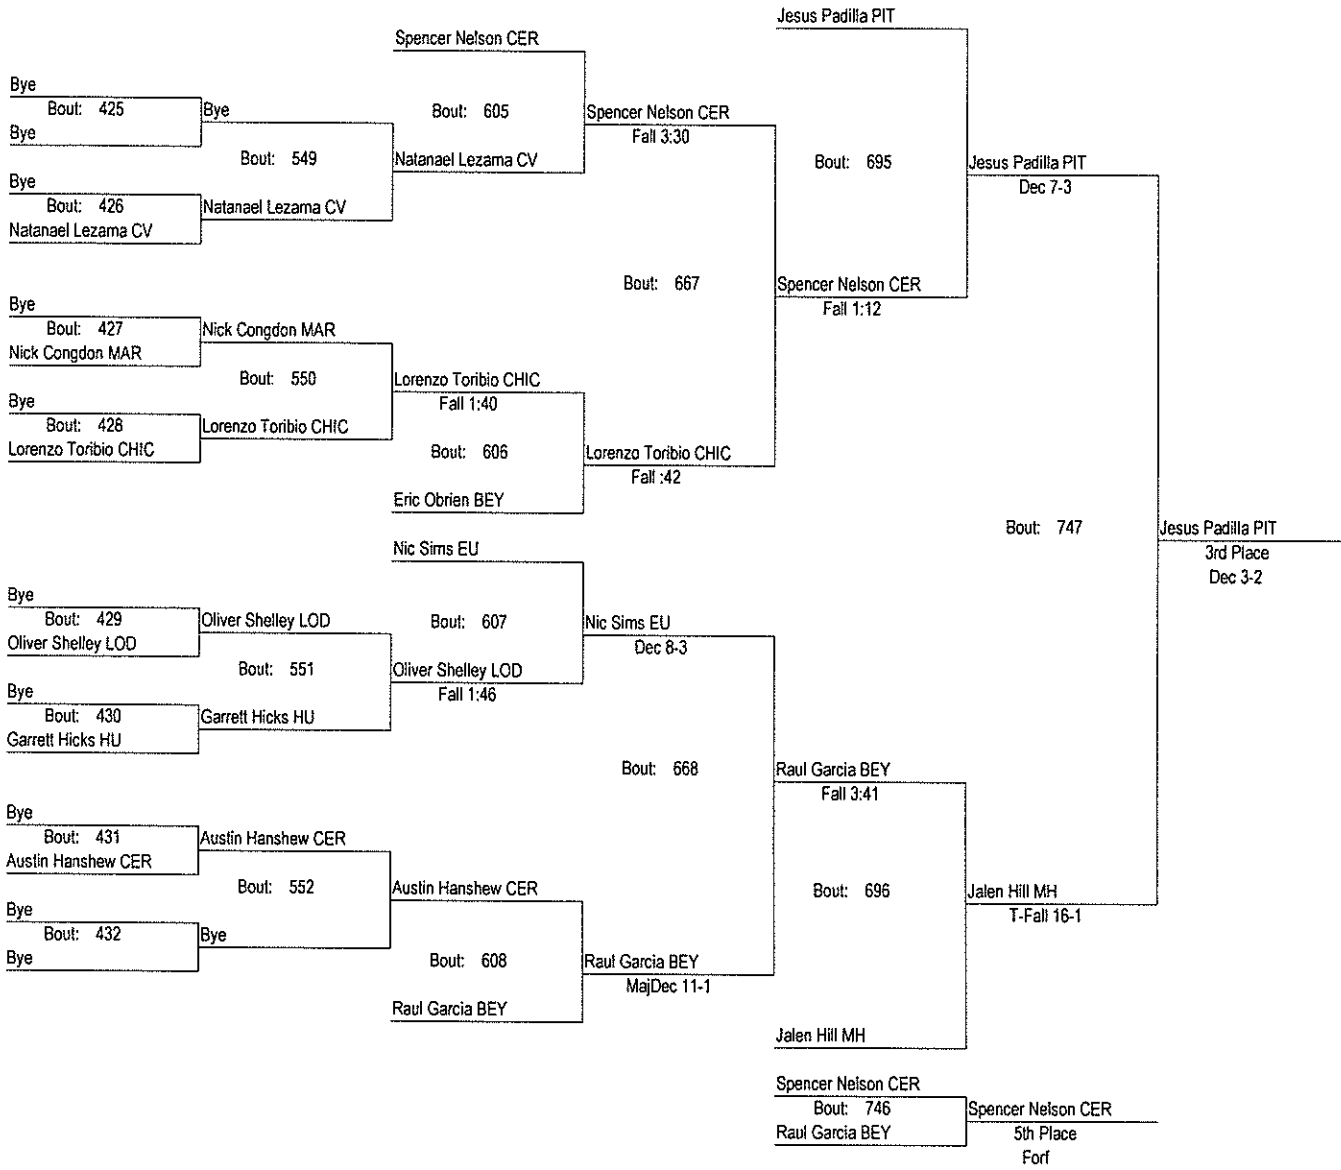 Jesus Padilla PIT
Spencer Nelson CER
Bye
Bout: 425
Bye
Bye
Bout: 605
Spencer Nelson CER
Fall 3:30
Bout: 549
Natanael Lezama CV
Bout: 695
Jesus Padilla PIT
Dec 7-3
Bye
Bout: 426
Natanael Lezama CV
Natanael Lezama CV
Bout: 667
Spencer Nelson CER
Fall 1:12
Bye
Bout: 427
Nick Congdon MAR
Nick Congdon MAR
Bout: 550
Lorenzo Toribio CHIC
Fall 1:40
Bye
Bout: 428
Lorenzo Toribio CHIC
Lorenzo Toribio CHIC
Bout: 606
Lorenzo Toribio CHIC
Fall :42
Eric Obrien BEY
Bout: 747
Jesus Padilla PIT
3rd Place
Dec 3-2
Nic Sims EU
Bye
Bout: 429
Oliver Shelley LOD
Oliver Shelley LOD
Bout: 607
Nic Sims EU
Dec 8-3
Bout: 551
Oliver Shelley LOD
Fall 1:46
Bye
Bout: 430
Garrett Hicks HU
Garrett Hicks HU
Bout: 668
Raul Garcia BEY
Fall 3:41
Bye
Bout: 431
Austin Hanshew CER
Austin Hanshew CER
Bout: 552
Austin Hanshew CER
Bout: 696
Jalen Hill MH
T-Fall 16-1
Bye
Bout: 432
Bye
Bye
Bout: 608
Raul Garcia BEY
MajDec 11-1
Raul Garcia BEY
Jalen Hill MH
Spencer Nelson CER
Bout: 746
Raul Garcia BEY
Spencer Nelson CER
5th Place
Forf